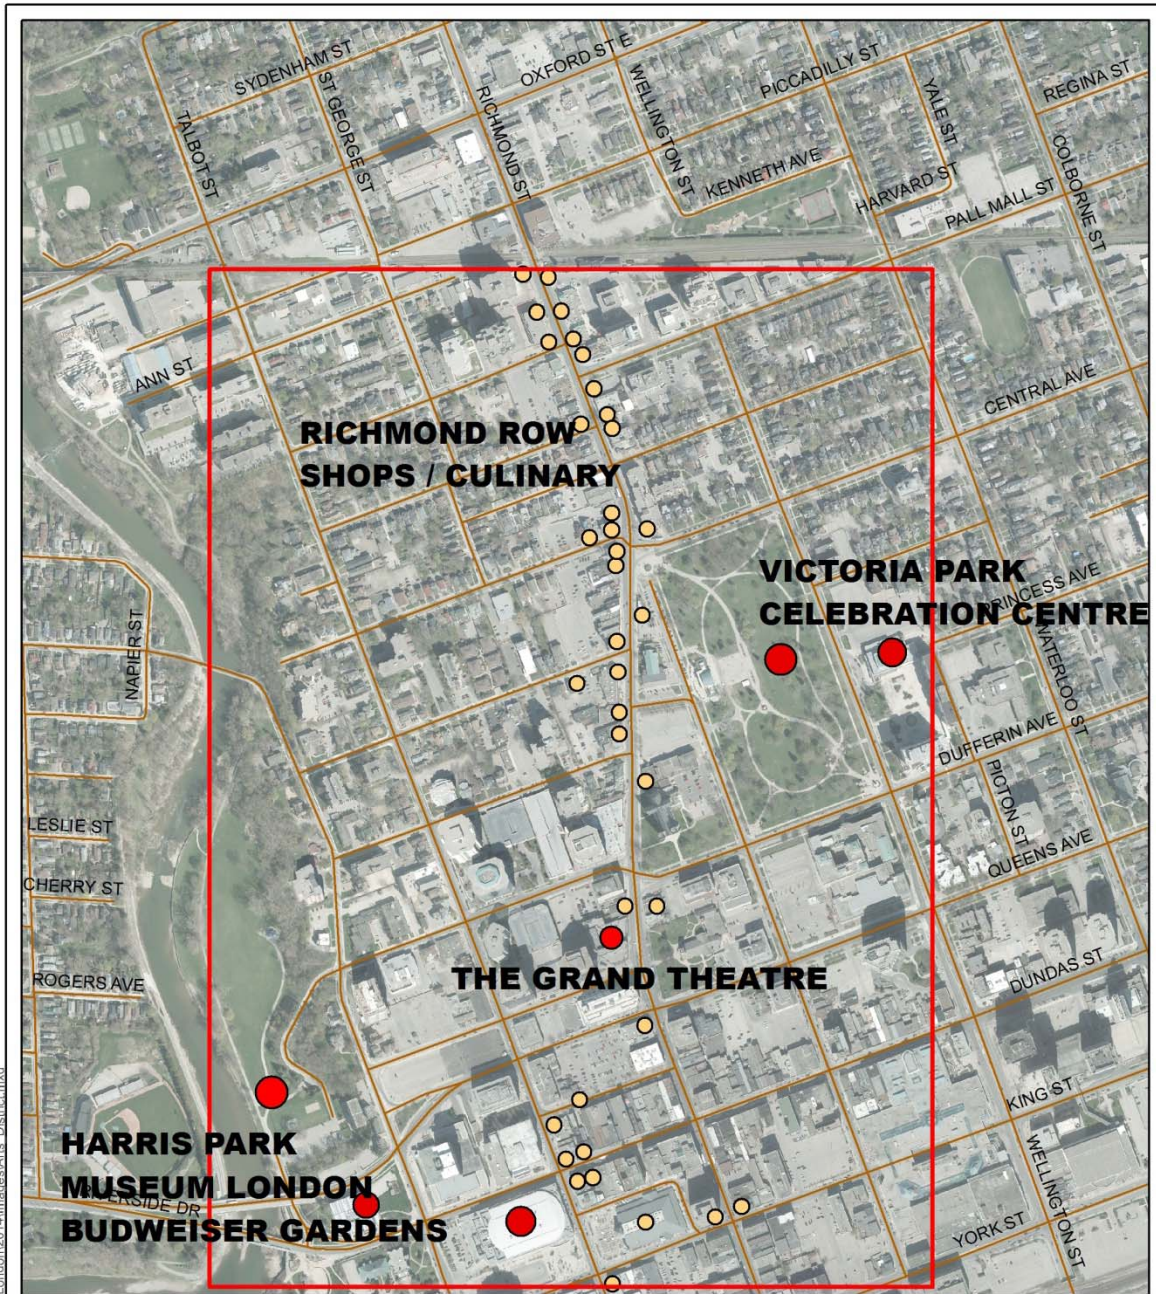 SYDENHAM ST
OXFORD ST E
PICCADILLY ST
REGINA ST
ST GEORGE ST
RICHMOND ST
WELLINGTON ST
YALE ST
TALBOT ST
KENNETH AVE
HARVARD ST
PALL MALL ST
COLBORNE ST
ANN ST
CENTRAL AVE
RICHMOND ROW
SHOPS / CULINARY
VICTORIA PARK
CELEBRATION CENTRE
PRINCESS AVE
NAPIER ST
WATERLOO ST
DUFFERIN AVE
PICTON ST
LESLIE ST
QUEENS AVE
CHERRY ST
ROGERS AVE
THE GRAND THEATRE
DUNDAS ST
KING ST
HARRIS PARK
MUSEUM LONDON
BUDWEISER GARDENS
RIVERSIDE DR
WELLINGTON ST
YORK ST